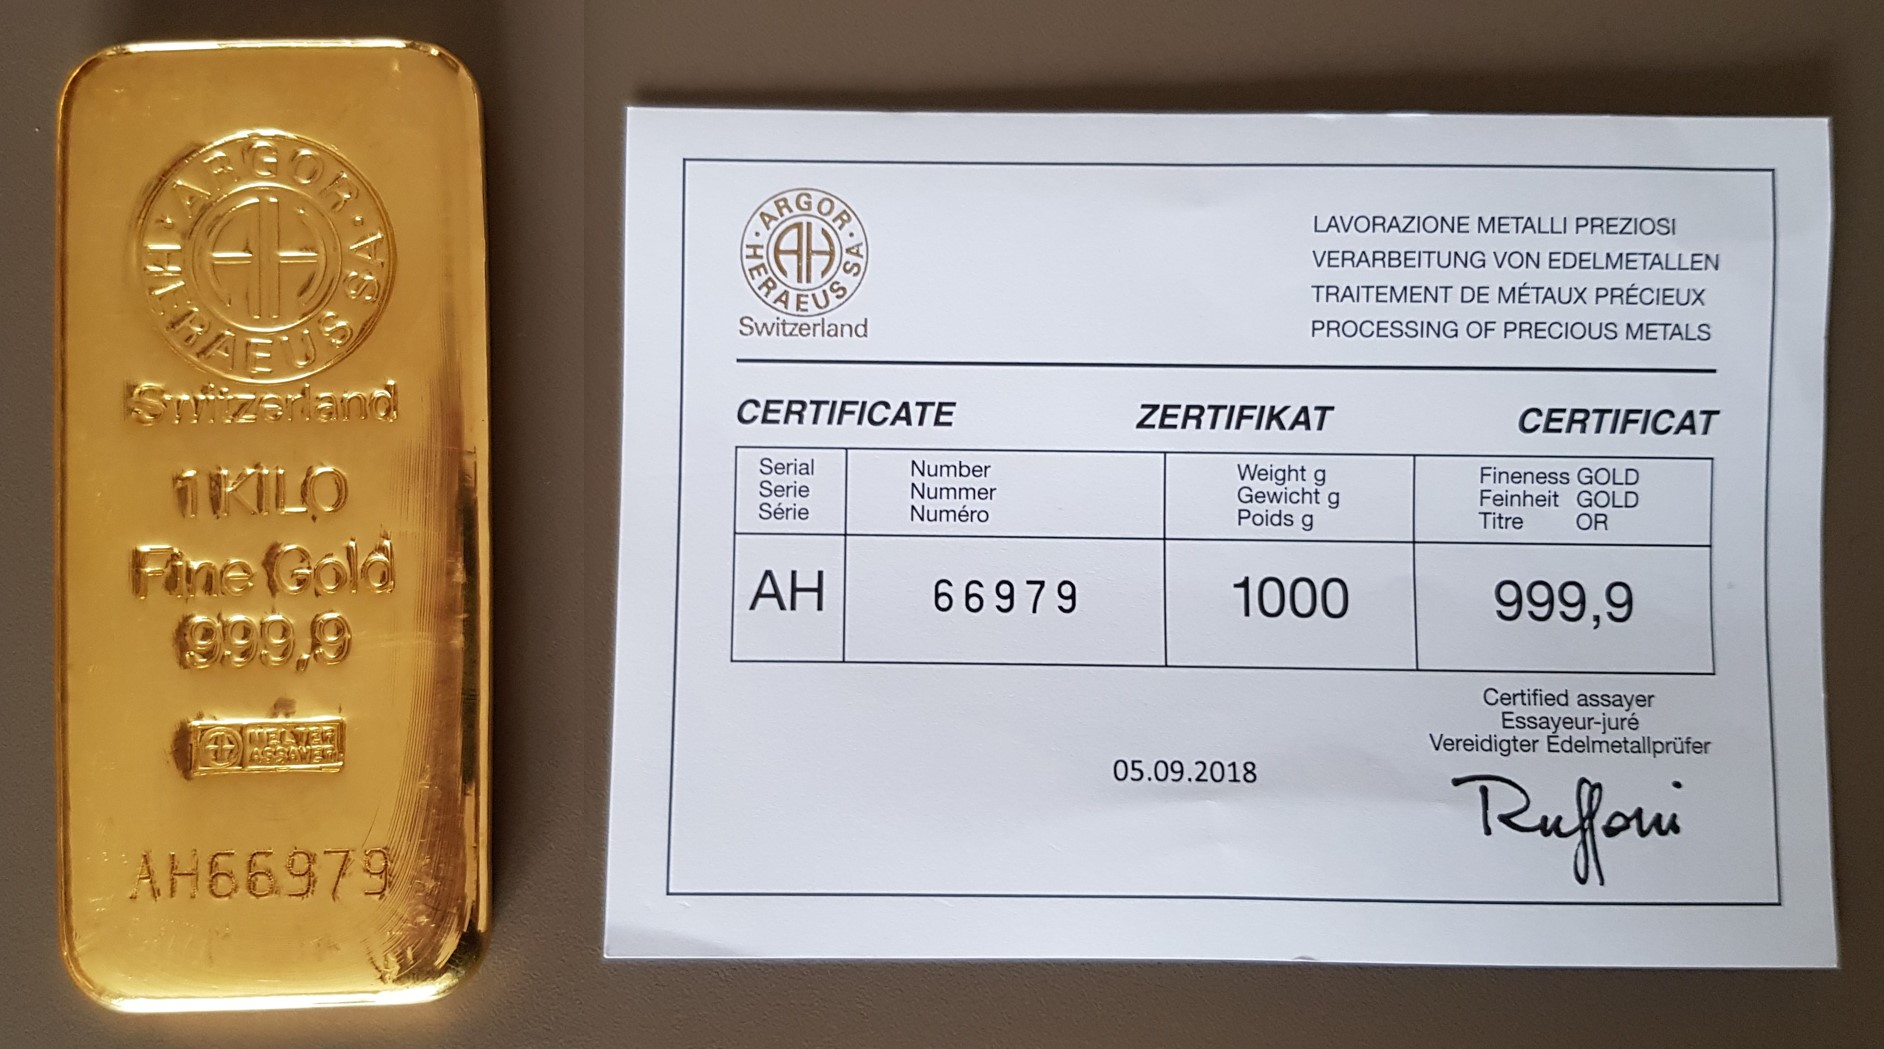 ARGOR HERAEUS SA
Switzerland
1 KILO
Fine Gold
999,9
MELTER
ASSAYER
AH66979
ARGOR HERAEUS SA
AH
Switzerland
LAVORAZIONE METALLI PREZIOSI
VERARBEITUNG VON EDELMETALLEN
TRAITEMENT DE MÉTAUX PRÉCIEUX
PROCESSING OF PRECIOUS METALS
CERTIFICATE ZERTIFIKAT CERTIFICAT
Serial Number Weight g Fineness GOLD
Serie Nummer Gewicht g Feinheit GOLD
Série Numéro Poids g Titre OR
AH 66979 1000 999,9
Certified assayer
Essayeur-juré
Vereidigter Edelmetallprüfer
05.09.2018
Ruffoni